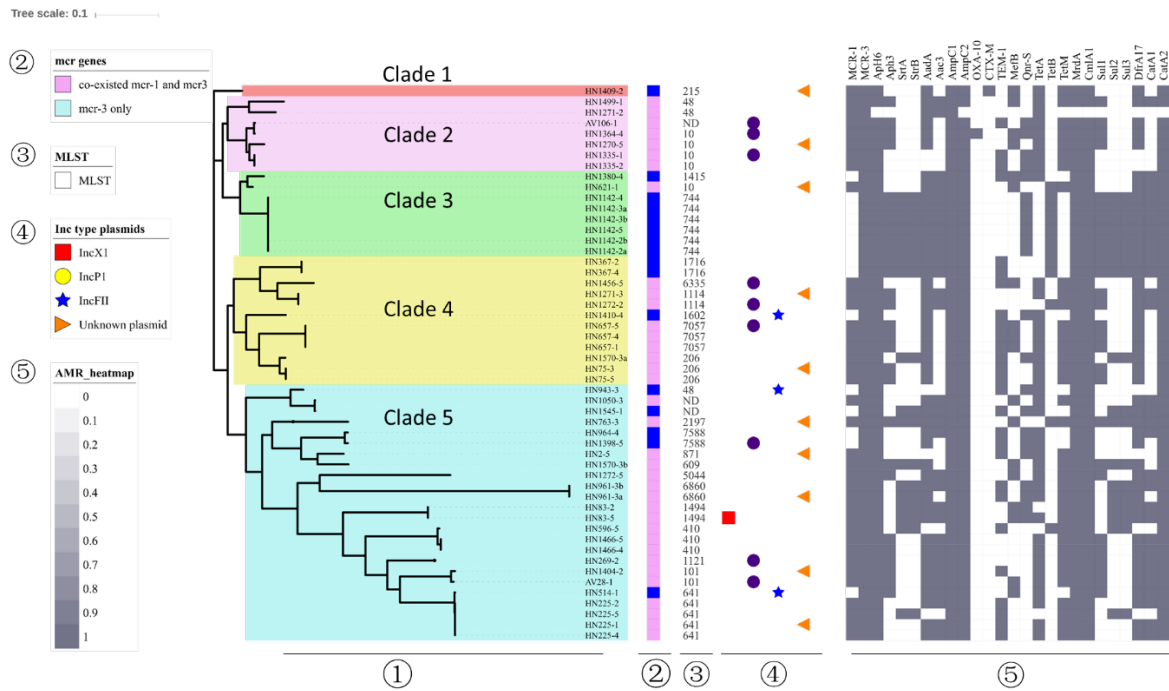 Tree scale: 0.1
②
mcr genes
co-existed mcr-1 and mcr3
mcr-3 only
③
MLST
MLST
④
Inc type plasmids
IncX1
IncP1
IncFII
Unknown plasmid
⑤
AMR_heatmap
0
0.1
0.2
0.3
0.4
0.5
0.6
0.7
0.8
0.9
1
Clade 1
Clade 2
Clade 3
Clade 4
Clade 5
MCR-1
MCR-3
ApH6
Aph3
SrtA
StrB
AadA
Aac3
AmpC1
AmpC2
OXA-10
CTX-M
TEM-1
MefB
Qnr-S
TetA
TetB
TetM
MrdA
CmlA1
Sul1
Sul2
Sul3
DfrA17
CatA1
CatA2
HN1409-2 215
HN1499-1 48
HN1271-2 48
AV106-1 ND
HN1364-4 10
HN1270-5 10
HN1335-1 10
HN1335-2 10
HN1380-4 1415
HN621-1 10
HN1142-4 744
HN1142-3a 744
HN1142-3b 744
HN1142-5 744
HN1142-2b 744
HN1142-2a 744
HN367-2 1716
HN367-4 1716
HN1456-5 6335
HN1271-3 1114
HN1272-2 1114
HN1410-4 1602
HN657-5 7057
HN657-4 7057
HN657-1 7057
HN1570-3a 206
HN75-3 206
HN75-5 206
HN943-3 48
HN1050-3 ND
HN1545-1 ND
HN763-3 2197
HN964-4 7588
HN1398-5 7588
HN2-5 871
HN1570-3b 609
HN1272-5 5044
HN961-3b 6860
HN961-3a 6860
HN83-2 1494
HN83-5 1494
HN596-5 410
HN1466-5 410
HN1466-4 410
HN269-2 1121
HN1404-2 101
AV28-1 101
HN514-1 641
HN225-2 641
HN225-5 641
HN225-1 641
HN225-4 641
① ② ③ ④ ⑤